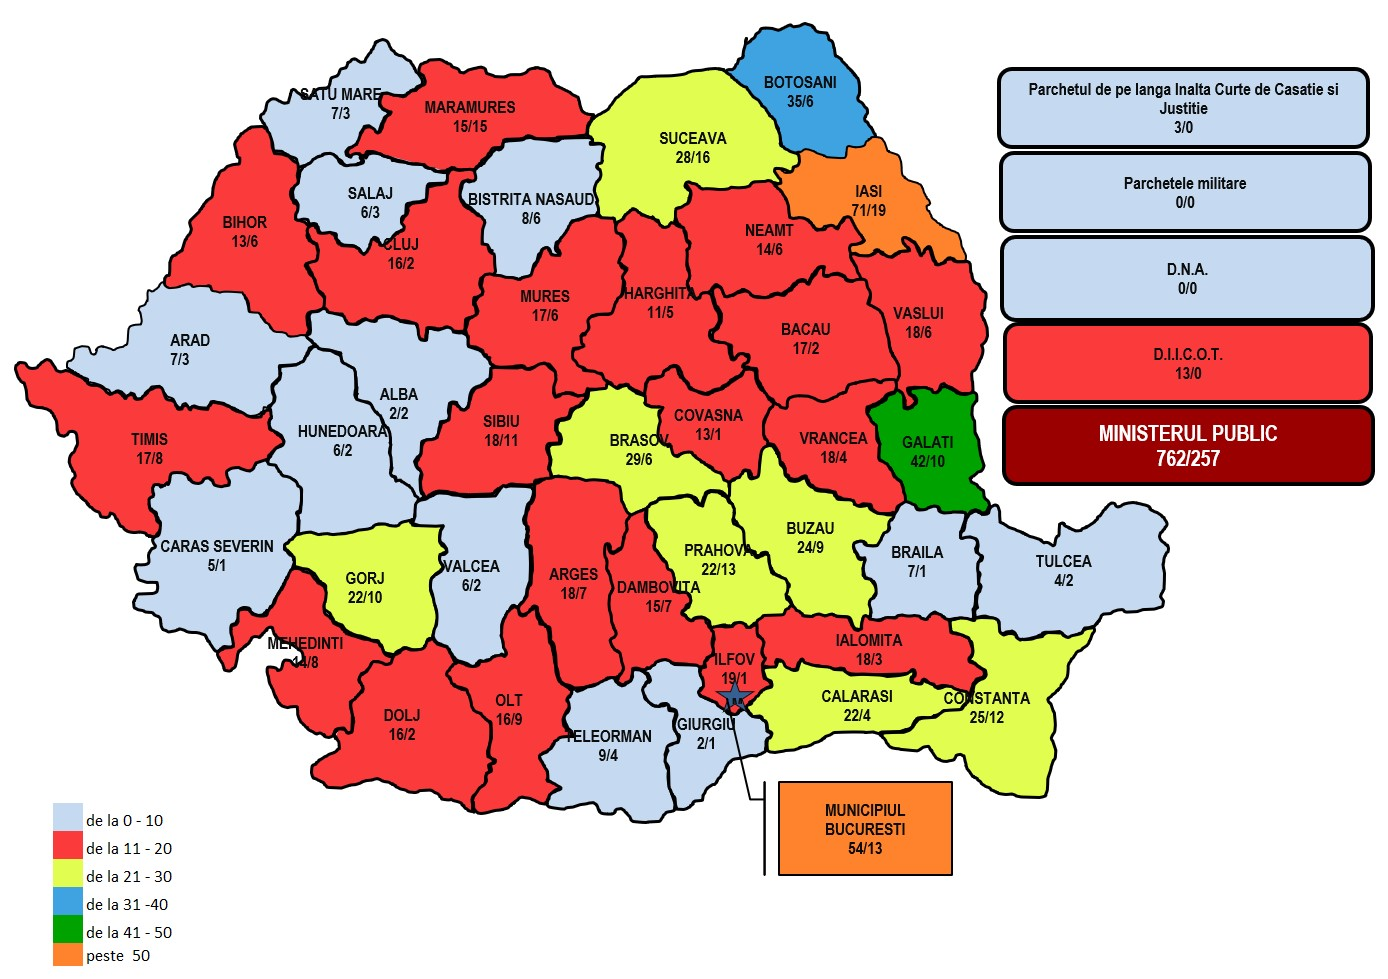 SATU MARE
7/3
MARAMURES
15/15
SUCEAVA
28/16
BOTOSANI
35/6
IASI
71/19
SALAJ
6/3
BISTRITA NASAUD
8/6
BIHOR
13/6
CLUJ
16/2
NEAMT
14/6
MURES
17/6
HARGHITA
11/5
BACAU
17/2
VASLUI
18/6
ARAD
7/3
ALBA
2/2
TIMIS
17/8
HUNEDOARA
6/2
SIBIU
18/11
BRASOV
29/6
COVASNA
13/1
VRANCEA
18/4
GALATI
42/10
CARAS SEVERIN
5/1
GORJ
22/10
VALCEA
6/2
ARGES
18/7
DAMBOVITA
15/7
PRAHOVA
22/13
BUZAU
24/9
BRAILA
7/1
TULCEA
4/2
MEHEDINTI
14/8
DOLJ
16/2
OLT
16/9
TELEORMAN
9/4
GIURGIU
2/1
ILFOV
19/1
IALOMITA
18/3
CALARASI
22/4
CONSTANTA
25/12
MUNICIPIUL
BUCURESTI
54/13
Parchetul de pe langa Inalta Curte de Casatie si
Justitie
3/0
Parchetele militare
0/0
D.N.A.
0/0
D.I.I.C.O.T.
13/0
MINISTERUL PUBLIC
762/257
de la 0 - 10
de la 11 - 20
de la 21 - 30
de la 31 -40
de la 41 - 50
peste 50